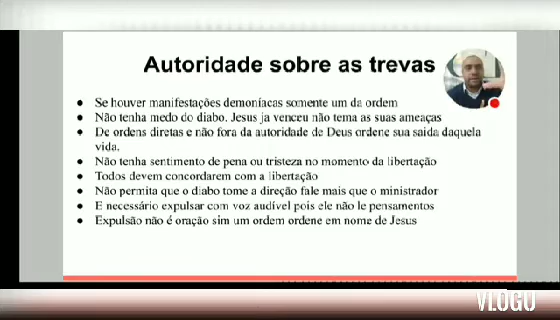 Autoridade sobre as trevas
● Se houver manifestações demoníacas somente um da ordem
● Não tenha medo do diabo. Jesus ja venceu não tema as suas ameaças
● De ordens diretas e não fora da autoridade de Deus ordene sua saida daquela
vida.
● Não tenha sentimento de pena ou tristeza no momento da libertação
● Todos devem concordarem com a libertação
● Não permita que o diabo tome a direção fale mais que o ministrador
● E necessário expulsar com voz audível pois ele não le pensamentos
● Expulsão não é oração sim um ordem ordene em nome de Jesus
VLOGU